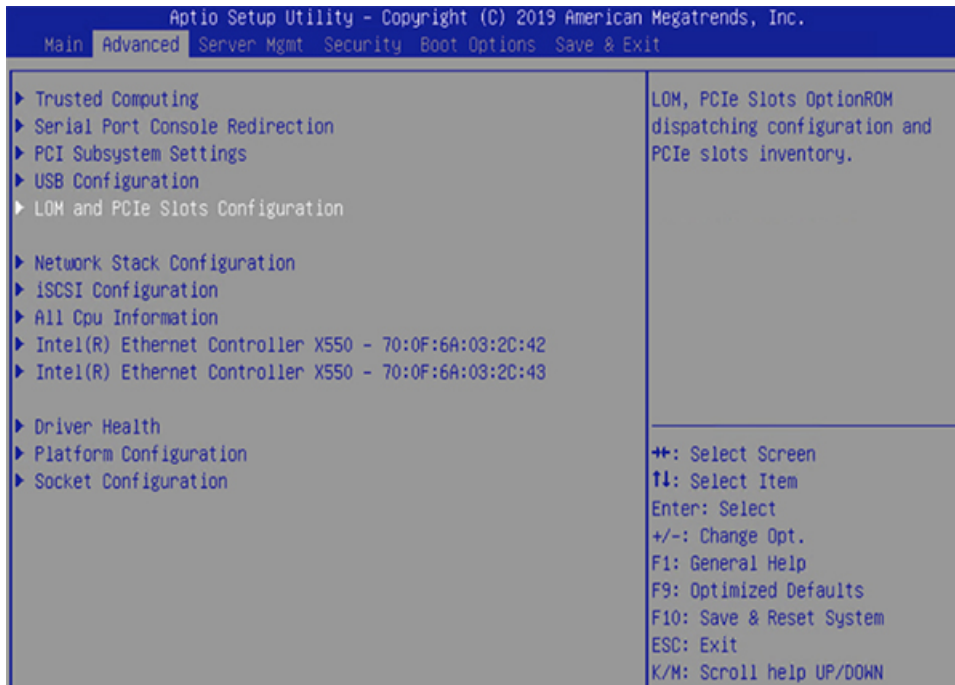 Aptio Setup Utility – Copyright (C) 2019 American Megatrends, Inc.
Main Advanced Server Mgmt Security Boot Options Save & Exit
Trusted Computing
Serial Port Console Redirection
PCI Subsystem Settings
USB Configuration
LOM and PCIe Slots Configuration
Network Stack Configuration
iSCSI Configuration
All Cpu Information
Intel(R) Ethernet Controller X550 – 70:0F:6A:03:2C:42
Intel(R) Ethernet Controller X550 – 70:0F:6A:03:2C:43
Driver Health
Platform Configuration
Socket Configuration
LOM, PCIe Slots OptionROM
dispatching configuration and
PCIe slots inventory.
→←: Select Screen
↑↓: Select Item
Enter: Select
+/-: Change Opt.
F1: General Help
F9: Optimized Defaults
F10: Save & Reset System
ESC: Exit
K/M: Scroll help UP/DOWN